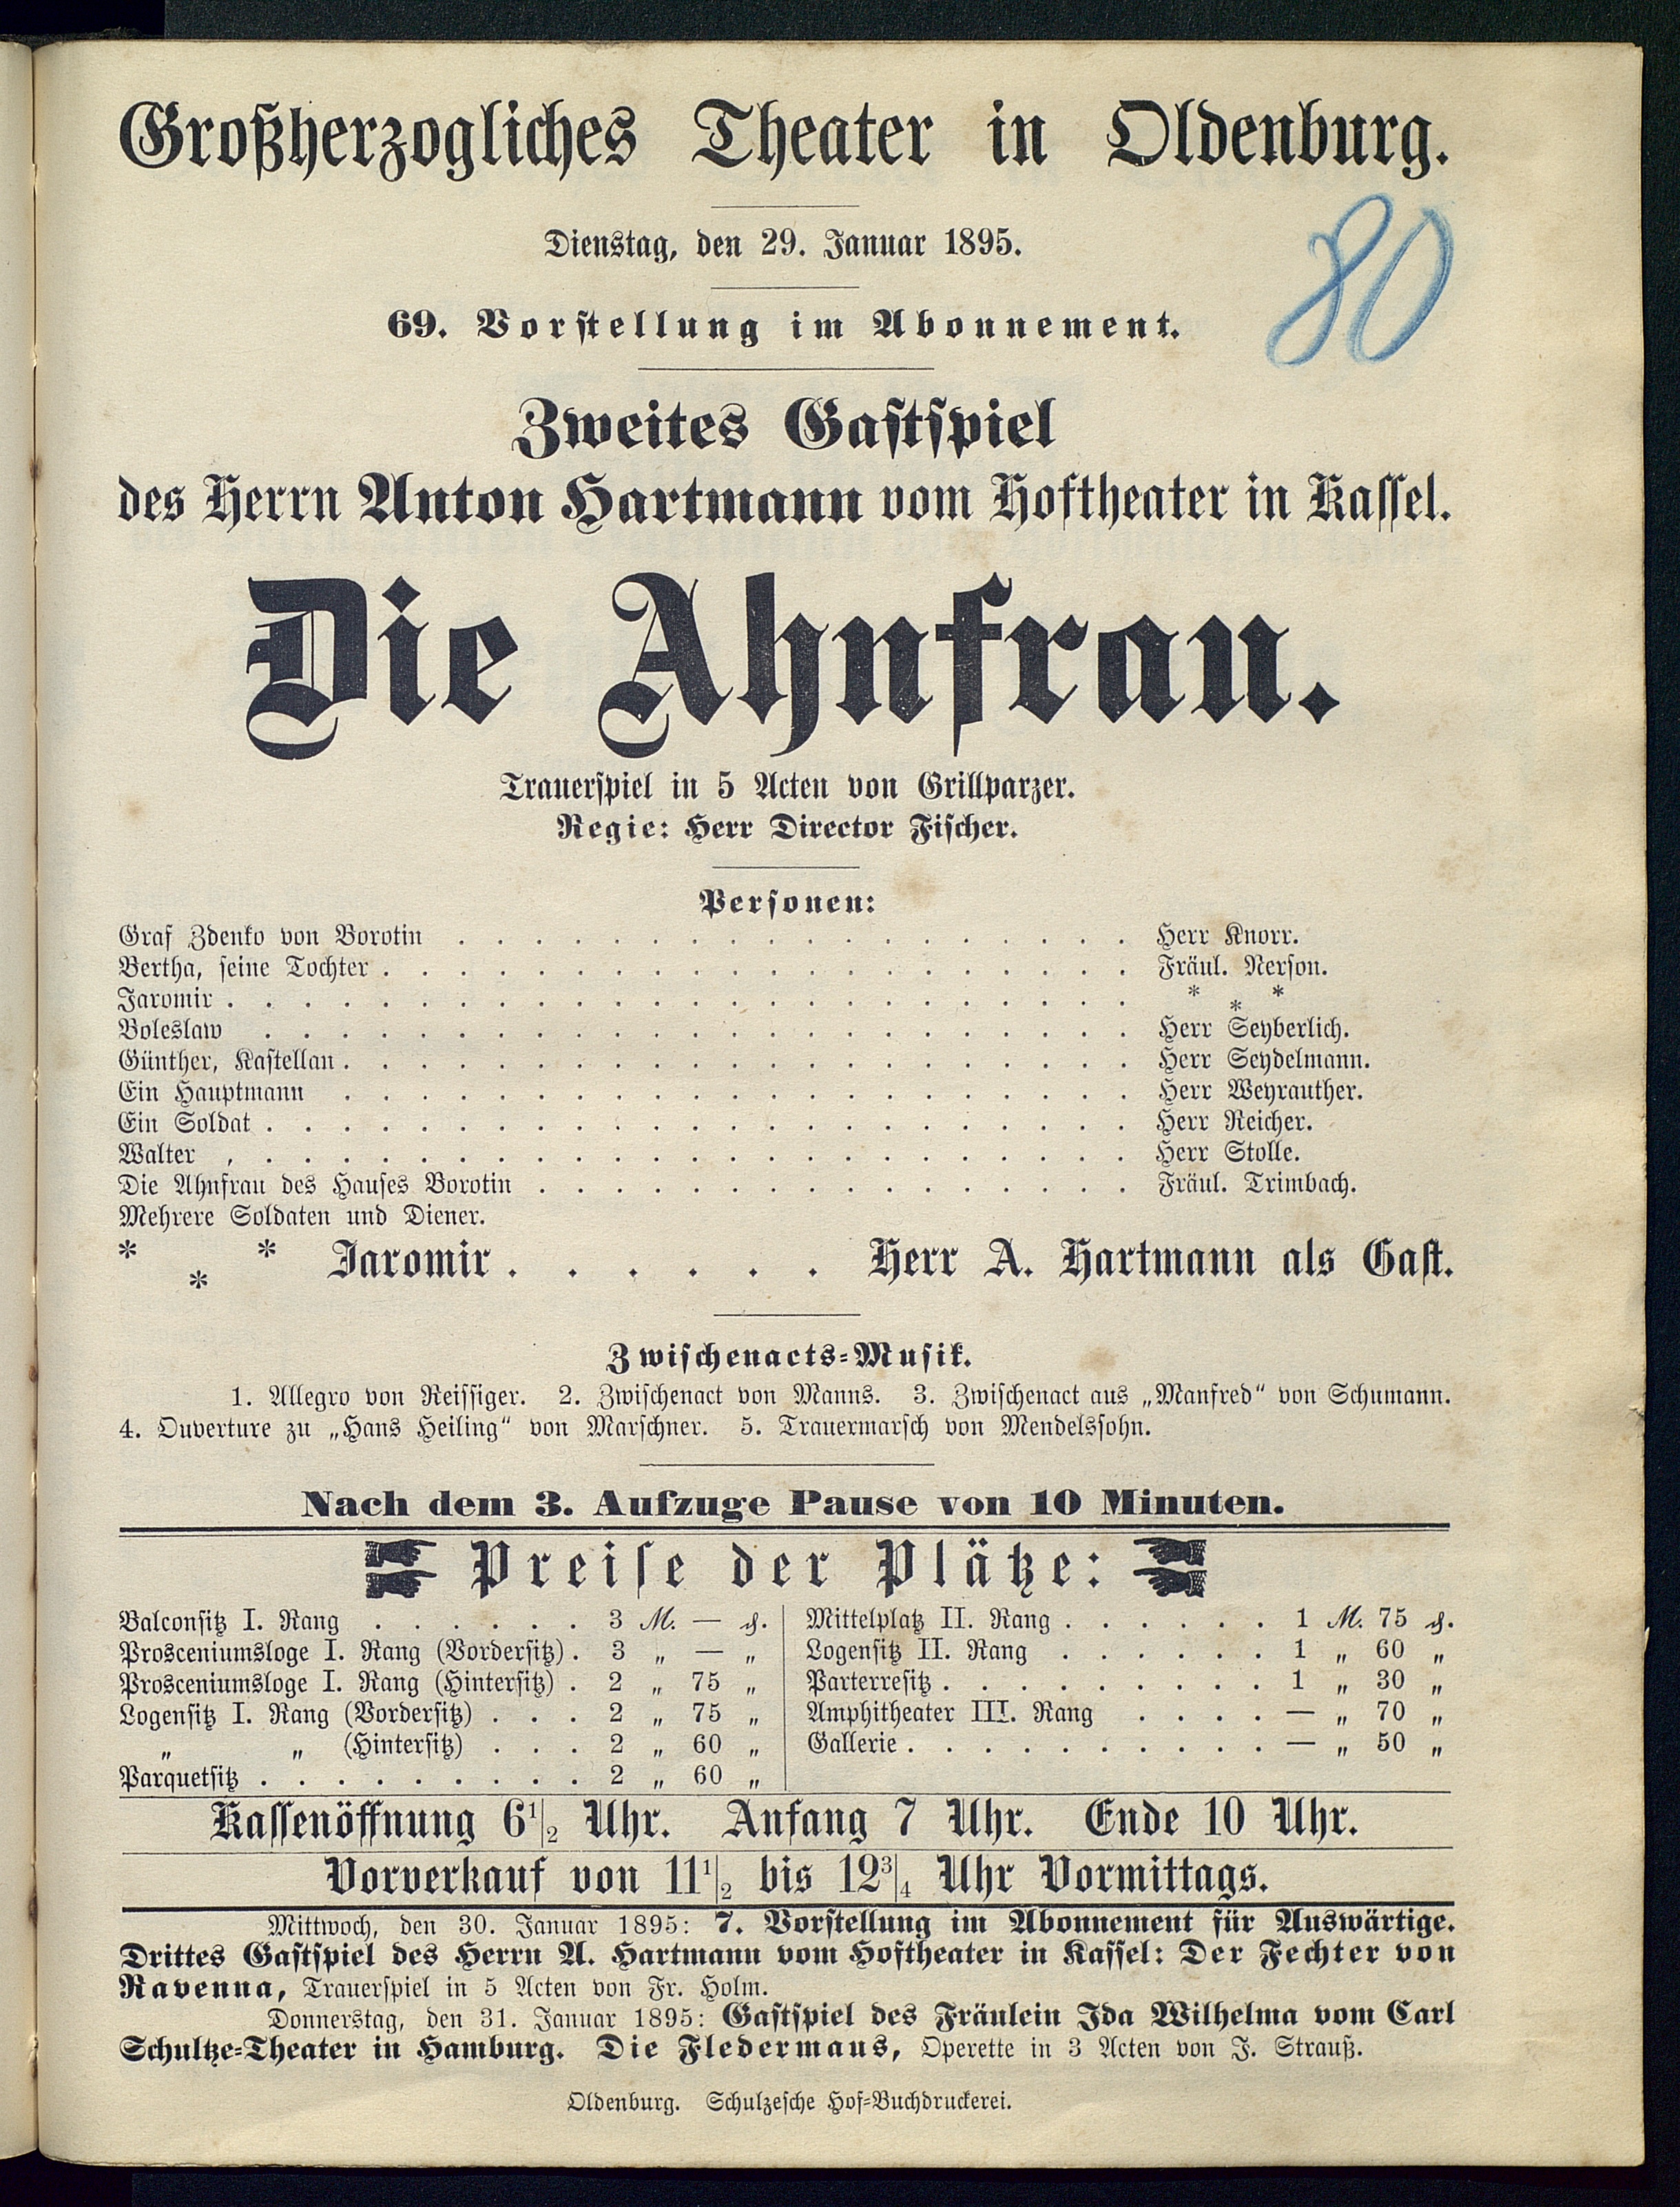 Großherzogliches Theater in Oldenburg.
Dienstag, den 29. Januar 1895.
80
69. Vorstellung im Abonnement.
Zweites Gastspiel
des Herrn Anton Hartmann vom Hoftheater in Kassel.
Die Ahnfrau.
Trauerspiel in 5 Acten von Grillparzer.
Regie: Herr Director Fischer.
Personen:
Graf Zdenko von Borotin . . . . . . . . . . . . . . . . . . Herr Knorr.
Bertha, seine Tochter . . . . . . . . . . . . . . . . . . . . Fräul. Nerson.
Jaromir . . . . . . . . . . . . . . . . . . . . . . . . * * *
Boleslaw . . . . . . . . . . . . . . . . . . . . . . . Herr Seyberlich.
Günther, Kastellan . . . . . . . . . . . . . . . . . . . . . Herr Seydelmann.
Ein Hauptmann . . . . . . . . . . . . . . . . . . . . . Herr Weyrauther.
Ein Soldat . . . . . . . . . . . . . . . . . . . . . . . Herr Reicher.
Walter , . . . . . . . . . . . . . . . . . . . . . . . Herr Stolle.
Die Ahnfrau des Hauses Borotin . . . . . . . . . . . . . . . . Fräul. Trimbach.
Mehrere Soldaten und Diener.
* * * Jaromir . . . . . . Herr A. Hartmann als Gast.
Zwischenacts-Musik.
1. Allegro von Reissiger. 2. Zwischenact von Manns. 3. Zwischenact aus „Manfred“ von Schumann.
4. Ouverture zu „Hans Heiling“ von Marschner. 5. Trauermarsch von Mendelssohn.
Nach dem 3. Aufzuge Pause von 10 Minuten.
Preise der Plätze:
Balconsitz I. Rang . . . . . . 3 M. — ₰.
Prosceniumsloge I. Rang (Vordersitz) . 3 „ — „
Prosceniumsloge I. Rang (Hintersitz) . 2 „ 75 „
Logensitz I. Rang (Vordersitz) . . . 2 „ 75 „
„ „ (Hintersitz) . . . 2 „ 60 „
Parquetsitz . . . . . . . . . 2 „ 60 „
Mittelplatz II. Rang . . . . . . 1 M. 75 ₰.
Logensitz II. Rang . . . . . . 1 „ 60 „
Parterresitz . . . . . . . . . 1 „ 30 „
Amphitheater III. Rang . . . . — „ 70 „
Gallerie . . . . . . . . . . — „ 50 „
Kassenöffnung 6 1/2 Uhr. Anfang 7 Uhr. Ende 10 Uhr.
Vorverkauf von 11 1/2 bis 12 3/4 Uhr Vormittags.
Mittwoch, den 30. Januar 1895: 7. Vorstellung im Abonnement für Auswärtige.
Drittes Gastspiel des Herrn A. Hartmann vom Hoftheater in Kassel: Der Fechter von
Ravenna, Trauerspiel in 5 Acten von Fr. Holm.
Donnerstag, den 31. Januar 1895: Gastspiel des Fräulein Ida Wilhelma vom Carl
Schultze-Theater in Hamburg. Die Fledermaus, Operette in 3 Acten von J. Strauß.
Oldenburg. Schulzesche Hof-Buchdruckerei.